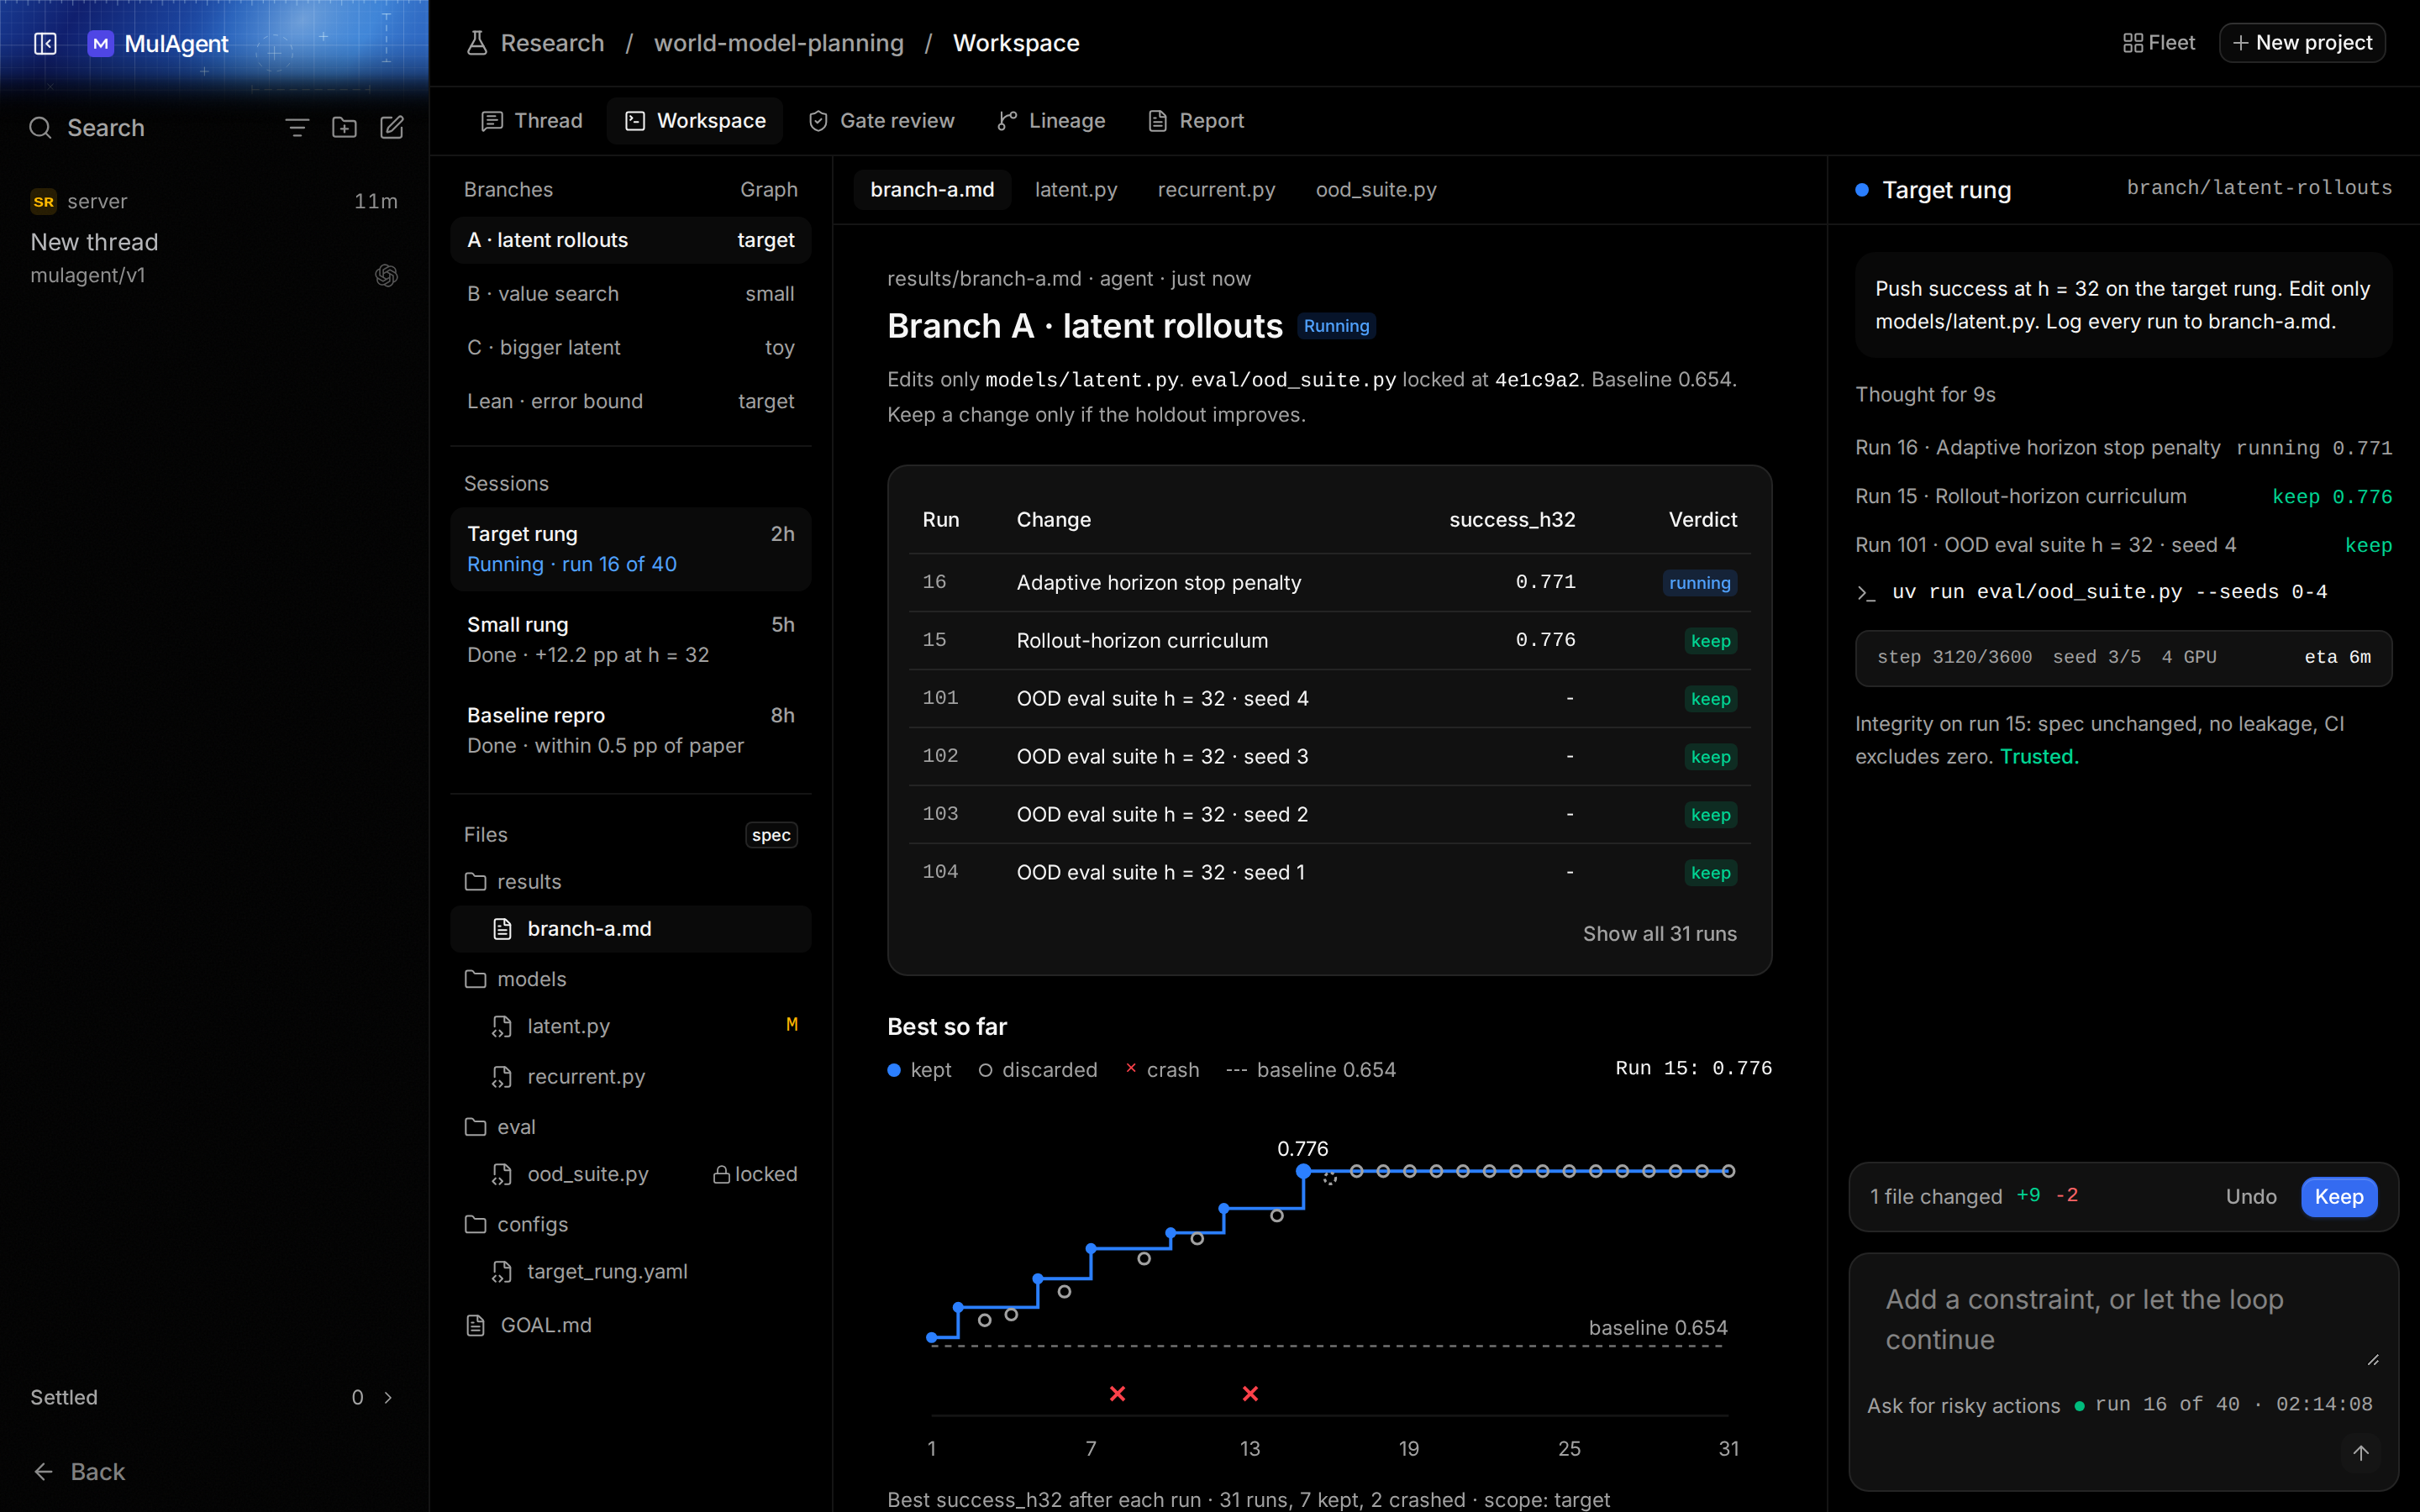 M MulAgent
Research / world-model-planning / Workspace
Fleet
New project
Search
Thread
Workspace
Gate review
Lineage
Report
SR server 11m
New thread
mulagent/v1
Settled 0
Back
Branches Graph
A · latent rollouts target
B · value search small
C · bigger latent toy
Lean · error bound target
Sessions
Target rung 2h
Running · run 16 of 40
Small rung 5h
Done · +12.2 pp at h = 32
Baseline repro 8h
Done · within 0.5 pp of paper
Files spec
results
branch-a.md
models
latent.py M
recurrent.py
eval
ood_suite.py locked
configs
target_rung.yaml
GOAL.md
branch-a.md latent.py recurrent.py ood_suite.py
results/branch-a.md · agent · just now
Branch A · latent rollouts Running
Edits only models/latent.py. eval/ood_suite.py locked at 4e1c9a2. Baseline 0.654.
Keep a change only if the holdout improves.
Run Change success_h32 Verdict
16 Adaptive horizon stop penalty 0.771 running
15 Rollout-horizon curriculum 0.776 keep
101 OOD eval suite h = 32 · seed 4 - keep
102 OOD eval suite h = 32 · seed 3 - keep
103 OOD eval suite h = 32 · seed 2 - keep
104 OOD eval suite h = 32 · seed 1 - keep
Show all 31 runs
Best so far
kept discarded × crash --- baseline 0.654 Run 15: 0.776
0.776
baseline 0.654
1 7 13 19 25 31
Best success_h32 after each run · 31 runs, 7 kept, 2 crashed · scope: target
Target rung branch/latent-rollouts
Push success at h = 32 on the target rung. Edit only
models/latent.py. Log every run to branch-a.md.
Thought for 9s
Run 16 · Adaptive horizon stop penalty running 0.771
Run 15 · Rollout-horizon curriculum keep 0.776
Run 101 · OOD eval suite h = 32 · seed 4 keep
uv run eval/ood_suite.py --seeds 0-4
step 3120/3600 seed 3/5 4 GPU eta 6m
Integrity on run 15: spec unchanged, no leakage, CI
excludes zero. Trusted.
1 file changed +9 -2 Undo Keep
Add a constraint, or let the loop
continue
Ask for risky actions run 16 of 40 · 02:14:08